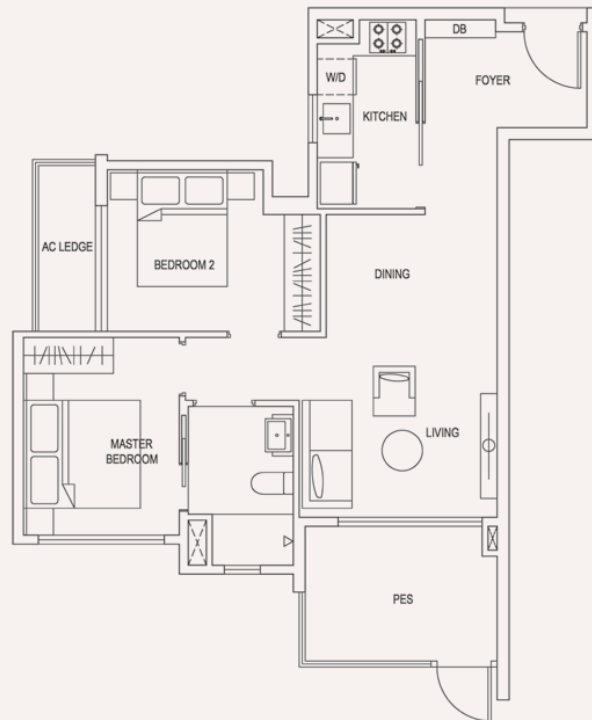 DB
FOYER
W/D
KITCHEN
AC LEDGE
BEDROOM 2
DINING
MASTER
BEDROOM
LIVING
PES